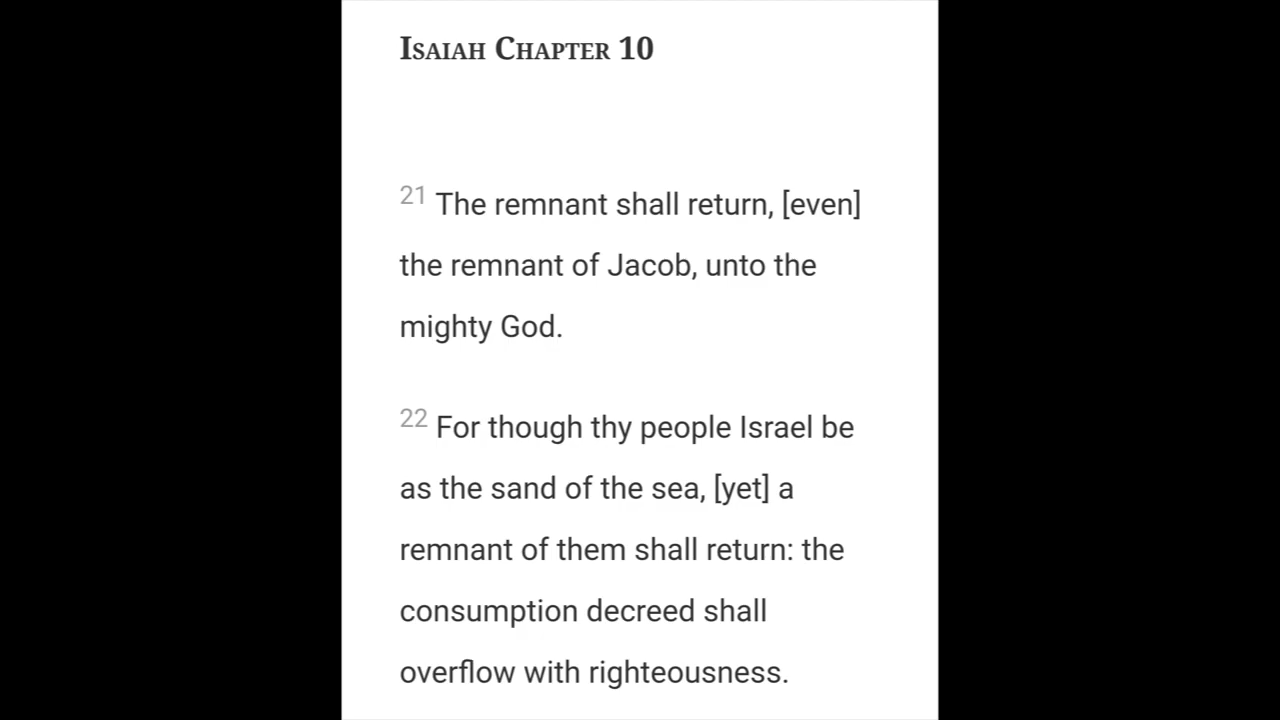 Isaiah Chapter 10
21 The remnant shall return, [even]
the remnant of Jacob, unto the
mighty God.
22 For though thy people Israel be
as the sand of the sea, [yet] a
remnant of them shall return: the
consumption decreed shall
overflow with righteousness.